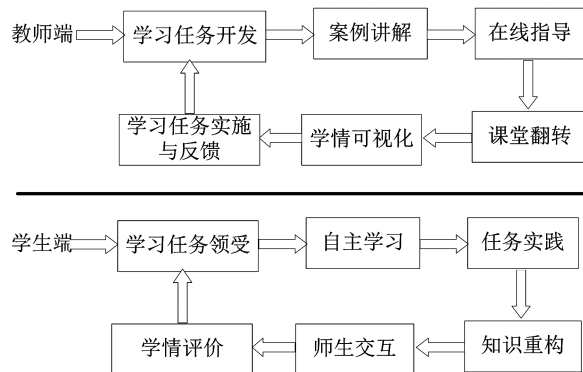 教师端
学习任务开发
案例讲解
在线指导
课堂翻转
学情可视化
学习任务实施
与反馈
学生端
学习任务领受
自主学习
任务实践
知识重构
师生交互
学情评价